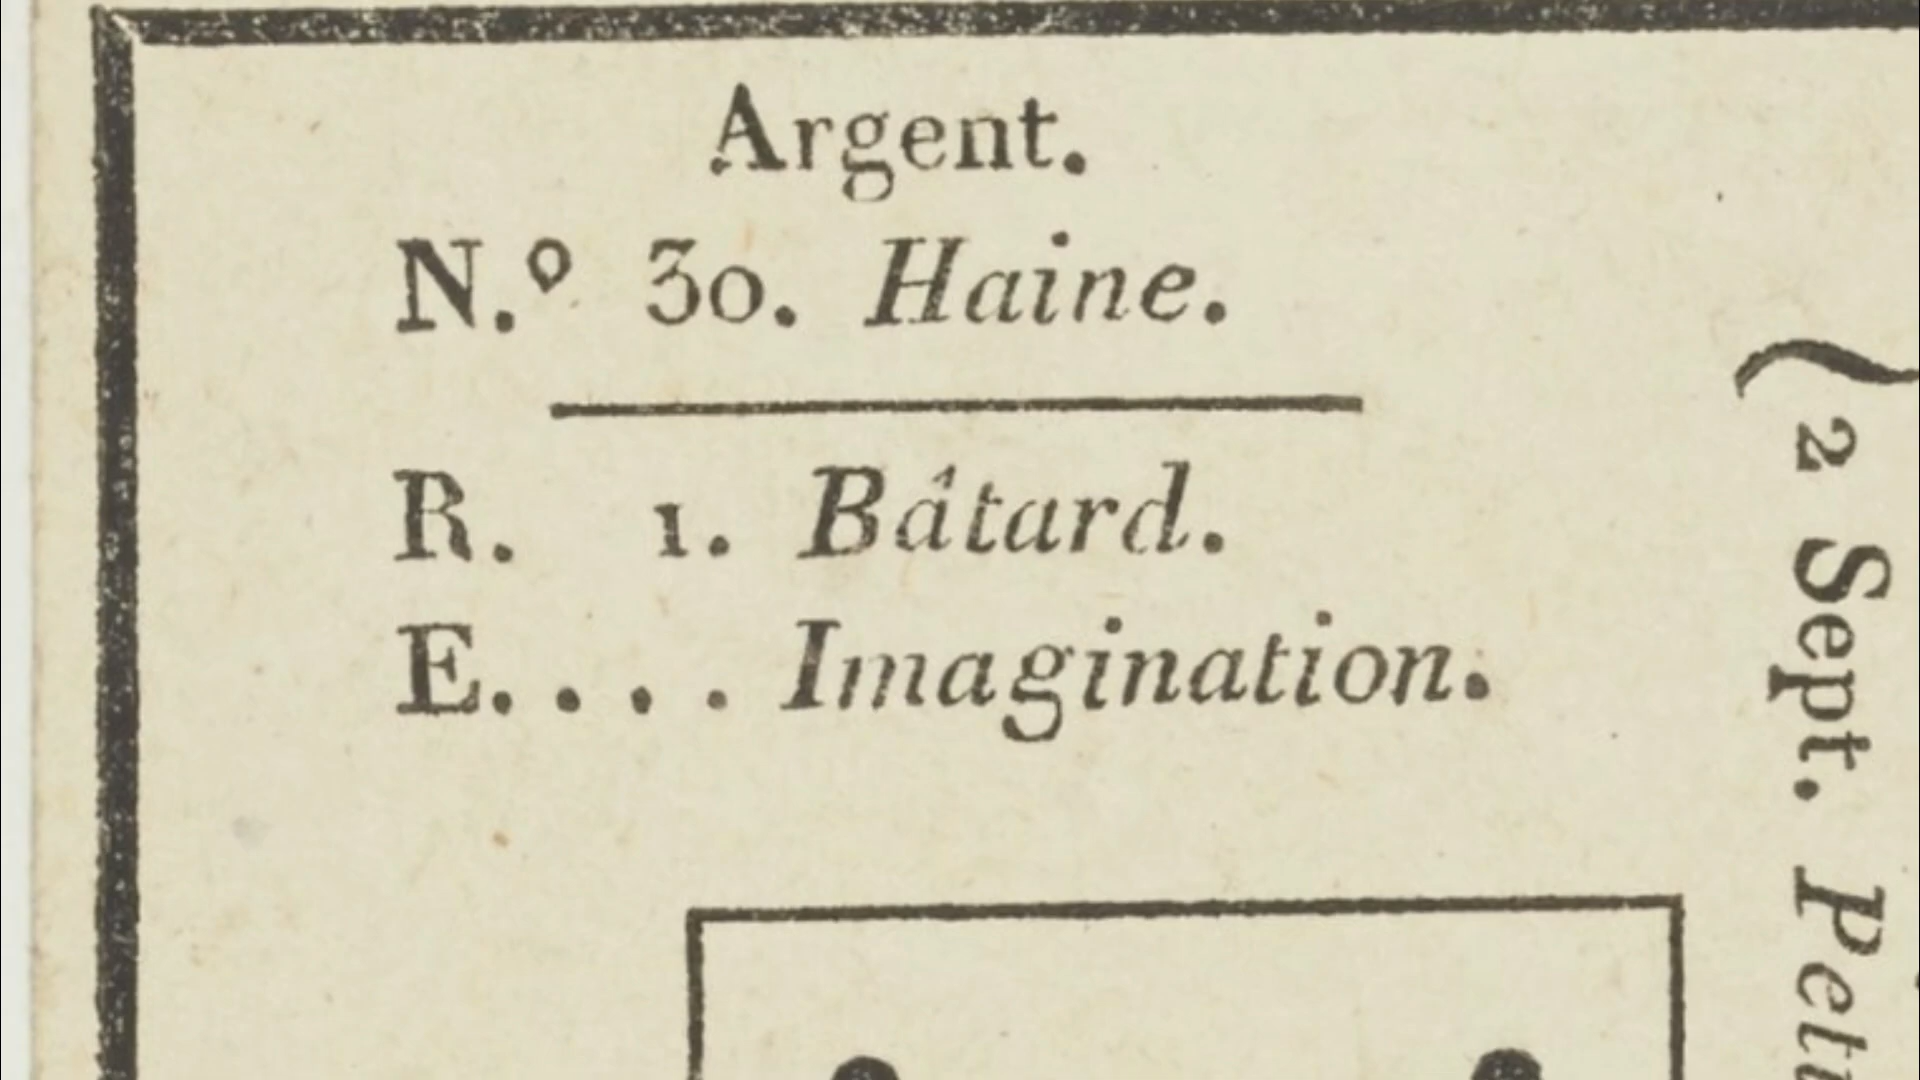 Argent.
N.º 30. Haine.
R. 1. Bâtard.
E.... Imagination.
2 Sept.